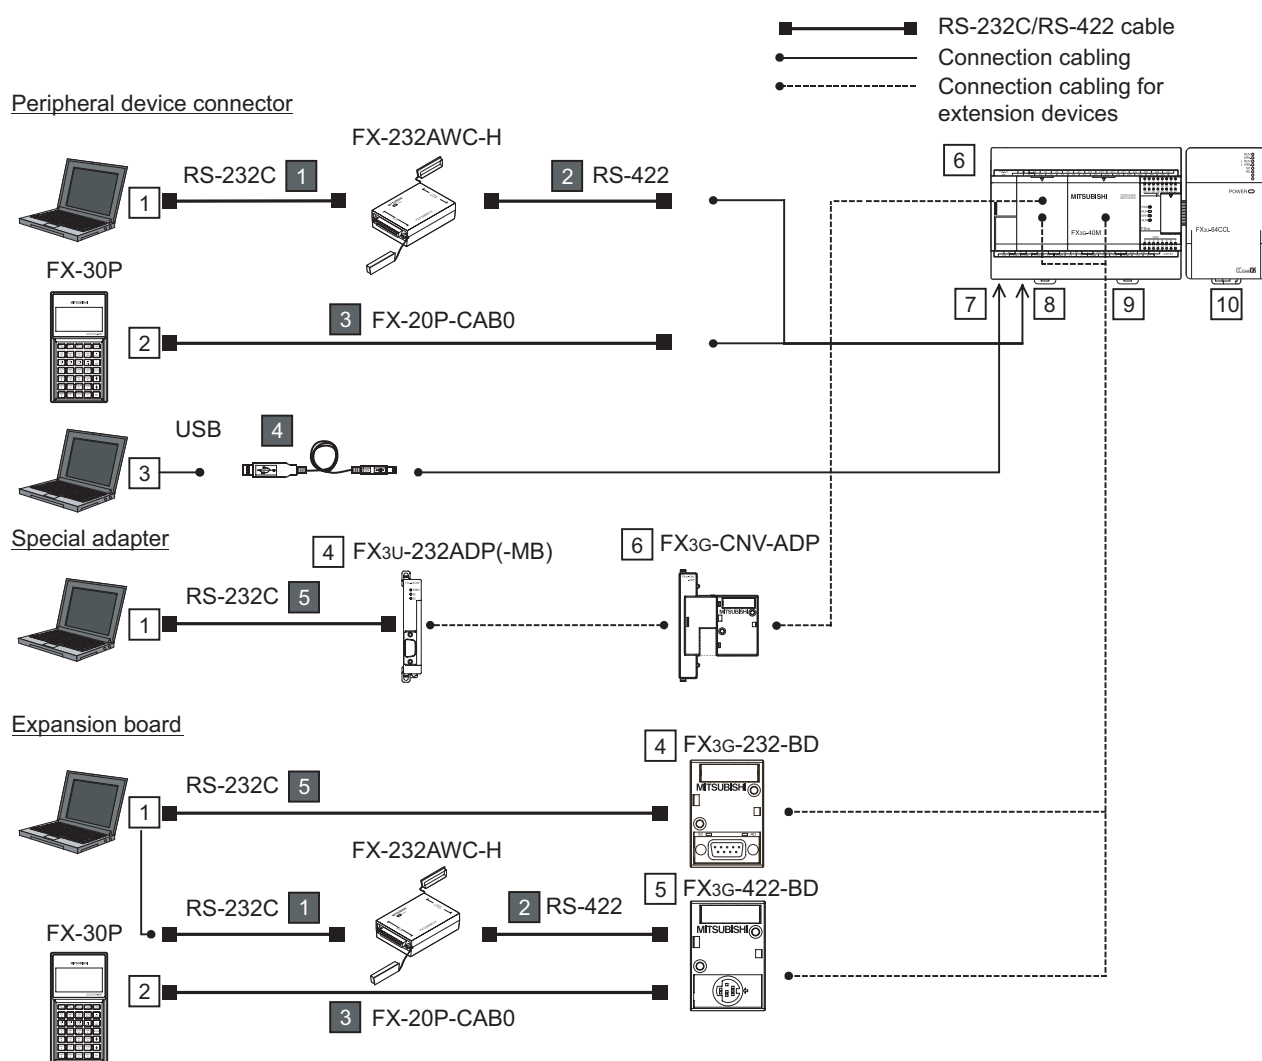 RS-232C/RS-422 cable
Connection cabling
Connection cabling for
extension devices
Peripheral device connector
FX-232AWC-H
RS-232C 1
2 RS-422
1
6
MITSUBISHI
FX3G-40M
POWER
FX3U-64CCL
7
8
9
10
FX-30P
3 FX-20P-CAB0
2
USB
4
3
Special adapter
4 FX3U-232ADP(-MB)
6 FX3G-CNV-ADP
RS-232C 5
1
MITSUBISHI
Expansion board
4 FX3G-232-BD
RS-232C 5
1
MITSUBISHI
FX-232AWC-H
5 FX3G-422-BD
RS-232C 1
2 RS-422
MITSUBISHI
FX-30P
2
3 FX-20P-CAB0